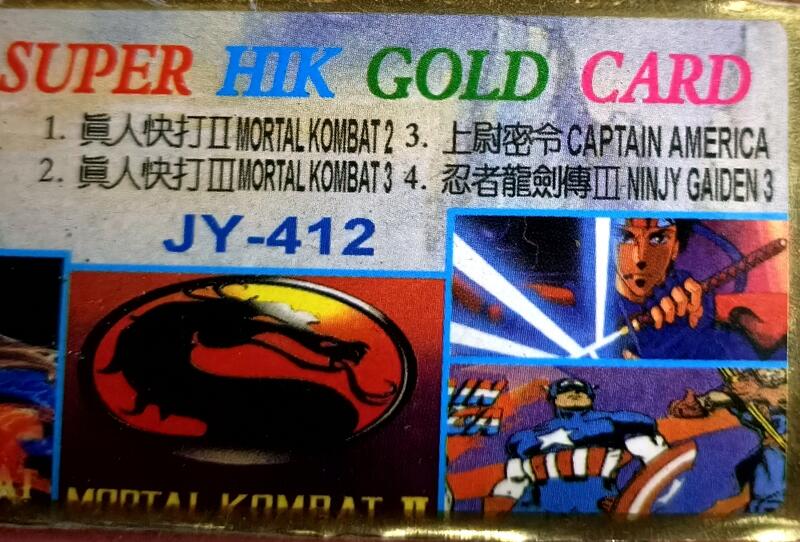 SUPER HIK GOLD CARD
1. 眞人快打II MORTAL KOMBAT 2
2. 眞人快打III MORTAL KOMBAT 3
3. 上尉密令 CAPTAIN AMERICA
4. 忍者龍劍傳III NINJY GAIDEN 3
JY-412
MORTAL KOMBAT II